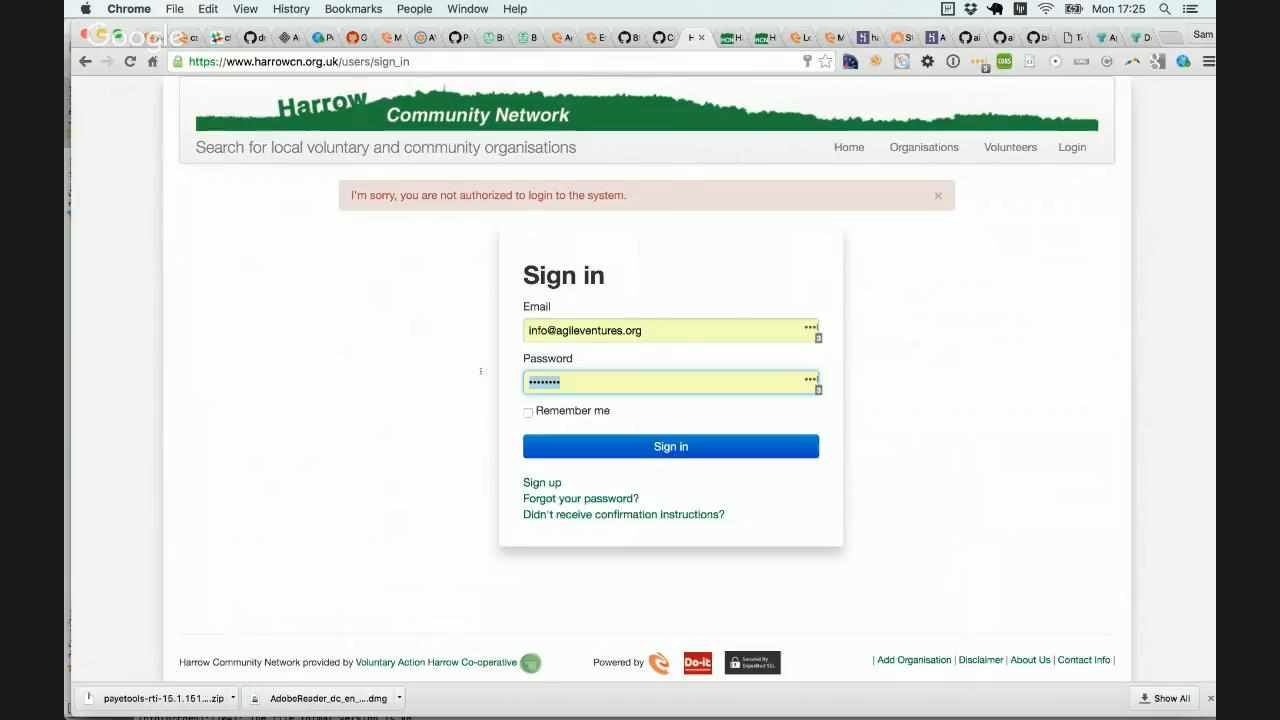 Chrome File Edit View History Bookmarks People Window Help Mon 17:25
Google
Sam
https://www.harrowcn.org.uk/users/sign_in
Harrow
Community Network
Search for local voluntary and community organisations
Home Organisations Volunteers Login
I'm sorry, you are not authorized to login to the system. ×
Sign in
Email
info@agileventures.org
Password
••••••••
Remember me
Sign in
Sign up
Forgot your password?
Didn't receive confirmation instructions?
Harrow Community Network provided by Voluntary Action Harrow Co-operative
Powered by Do-it Secured By
| Add Organisation | Disclaimer | About Us | Contact Info |
payetools-rti-15.1.151....zip AdobeReader_dc_en_....dmg Show All